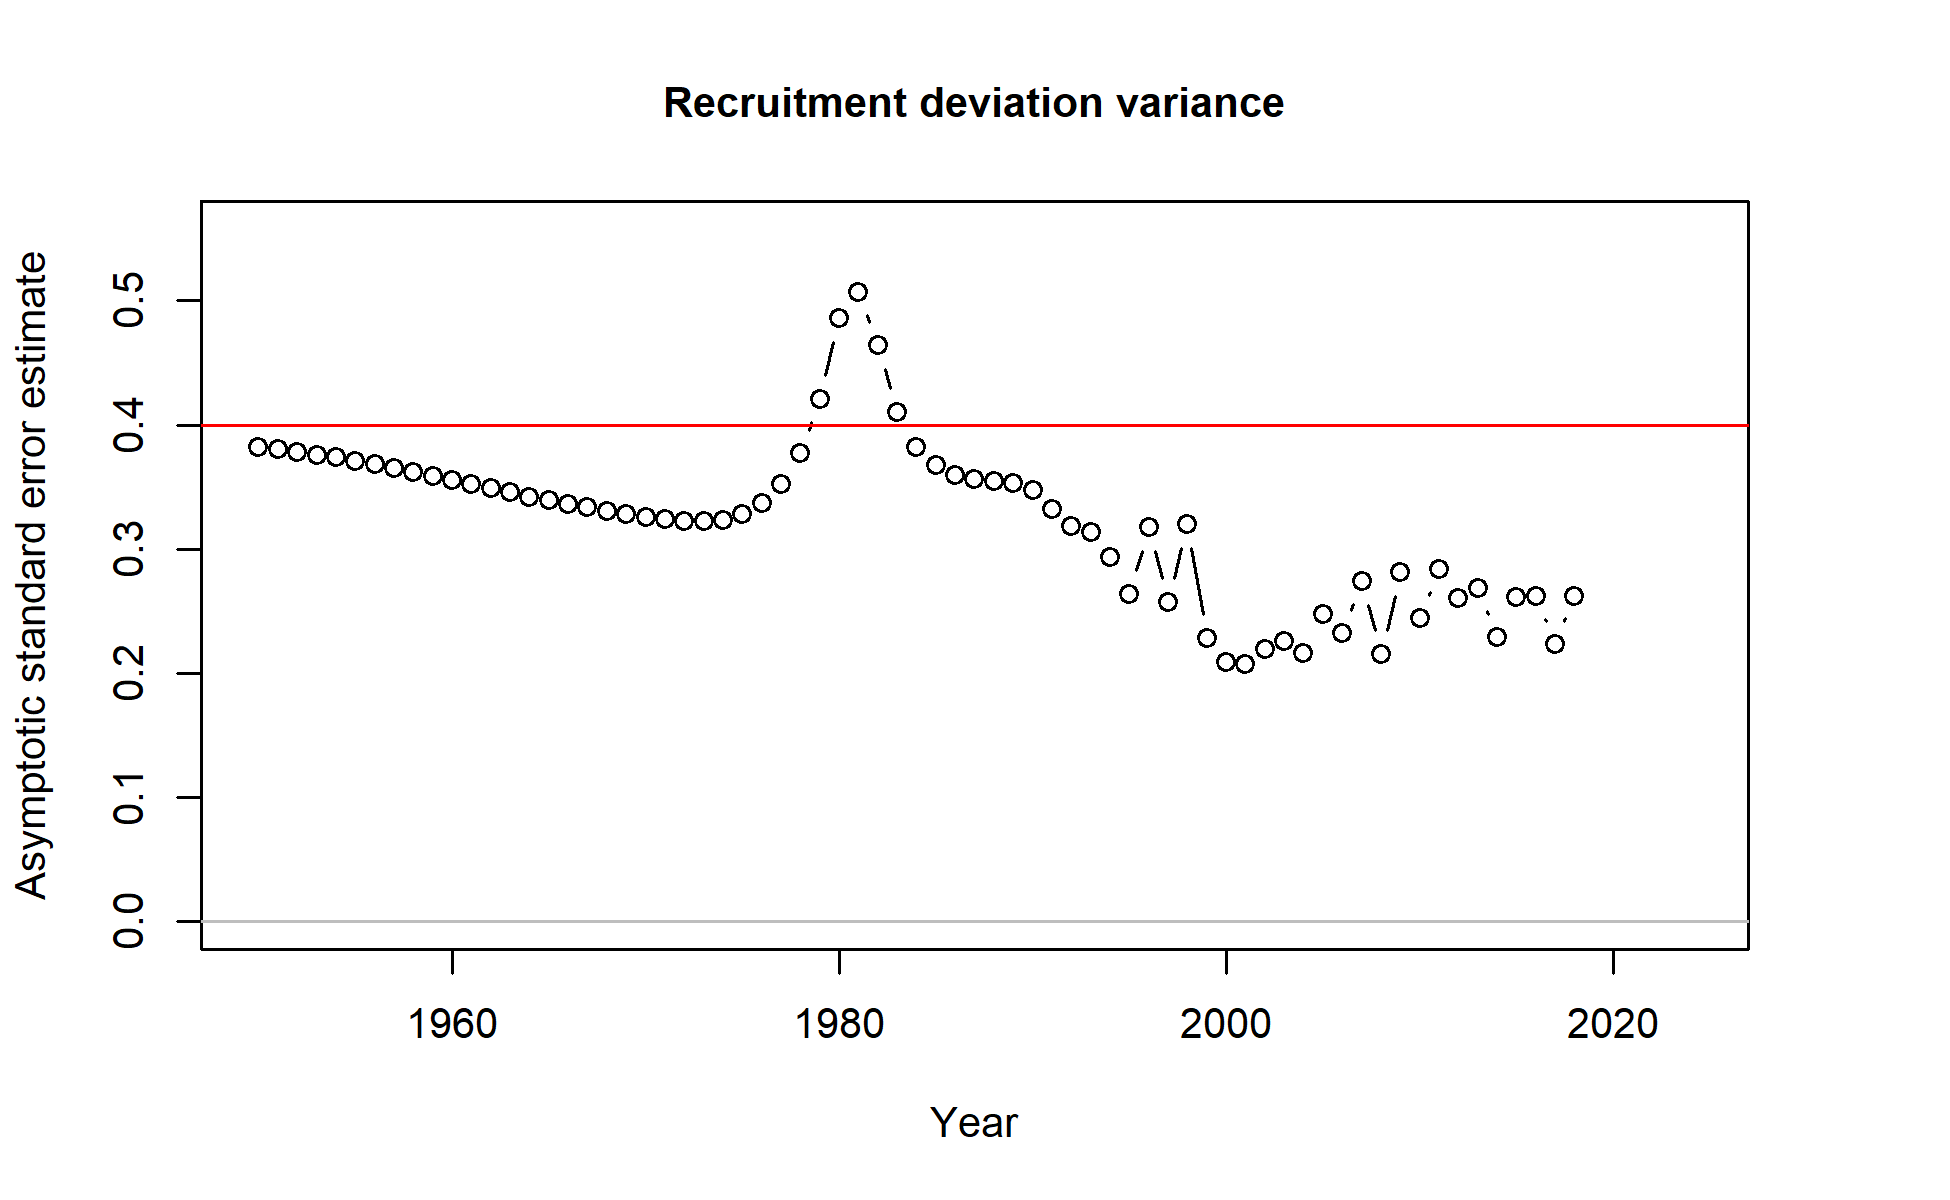 Recruitment deviation variance
Asymptotic standard error estimate
0.5
0.4
0.3
0.2
0.1
0.0
1960 1980 2000 2020
Year